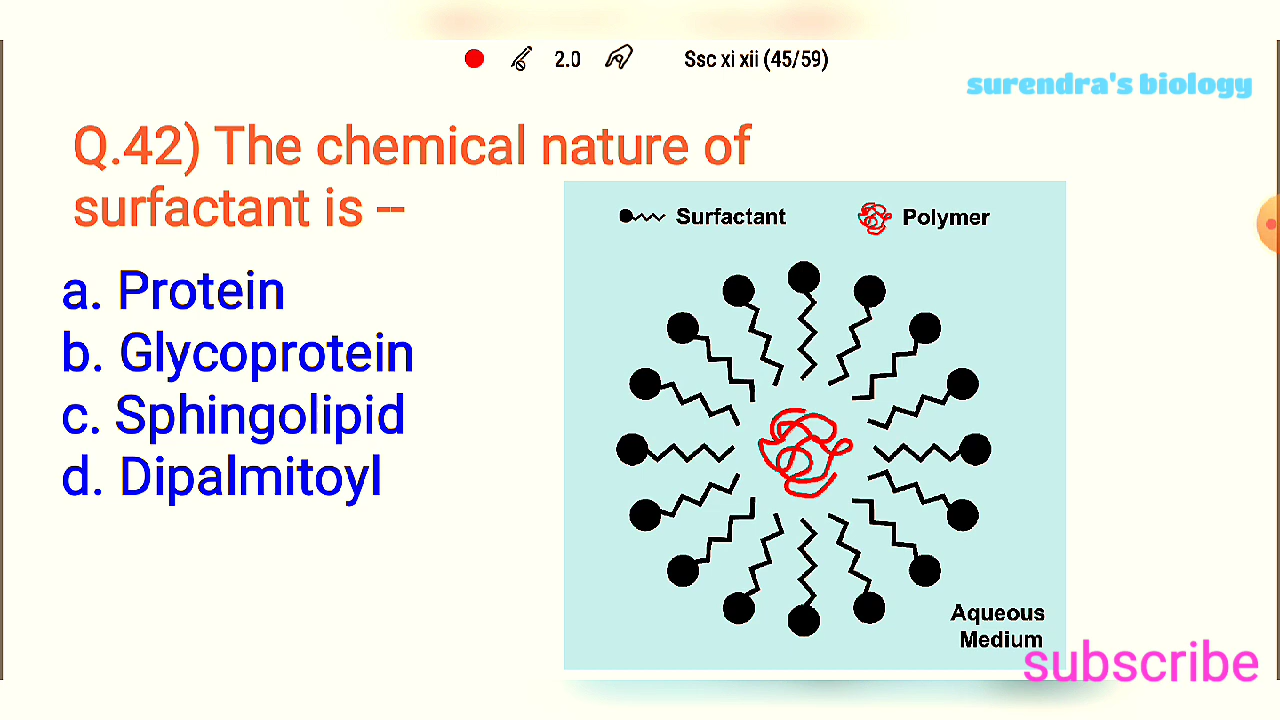 2.0 Ssc xi xii (45/59)
surendra's biology
Q.42) The chemical nature of
surfactant is --
a. Protein
b. Glycoprotein
c. Sphingolipid
d. Dipalmitoyl
Surfactant Polymer
Aqueous
Medium
subscribe